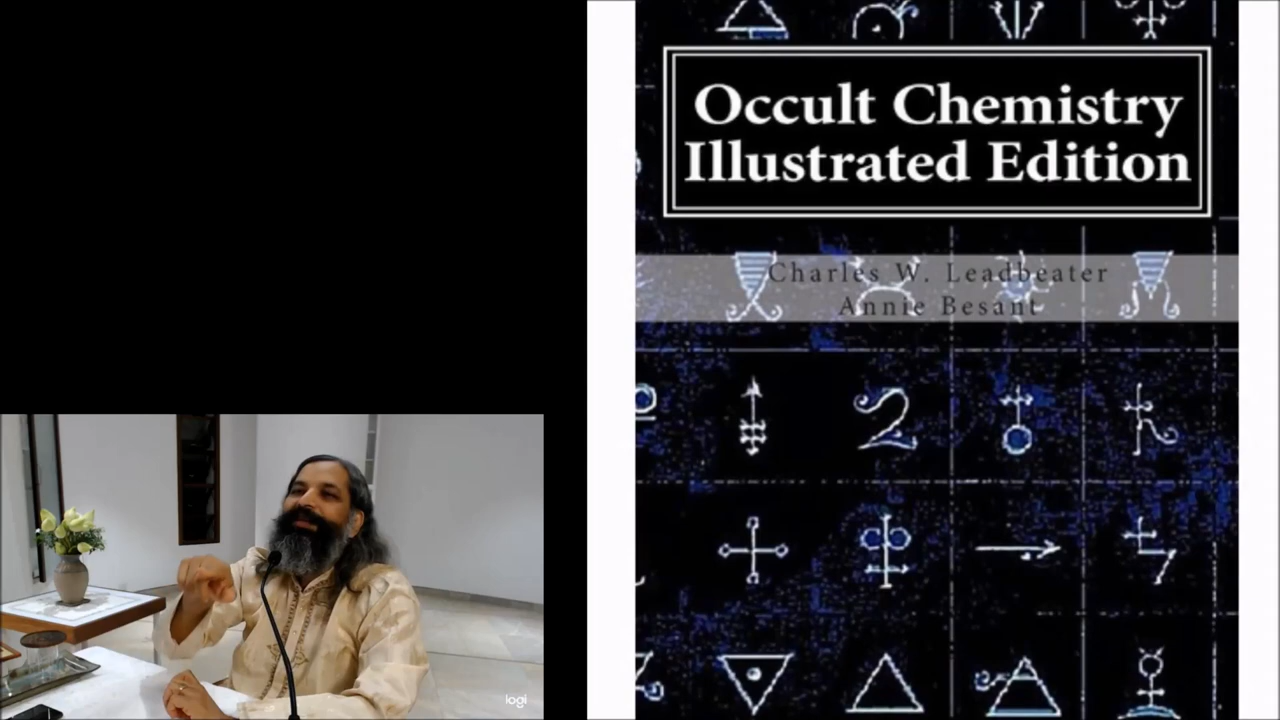 Occult Chemistry
Illustrated Edition
Charles W. Leadbeater
Annie Besant
logi